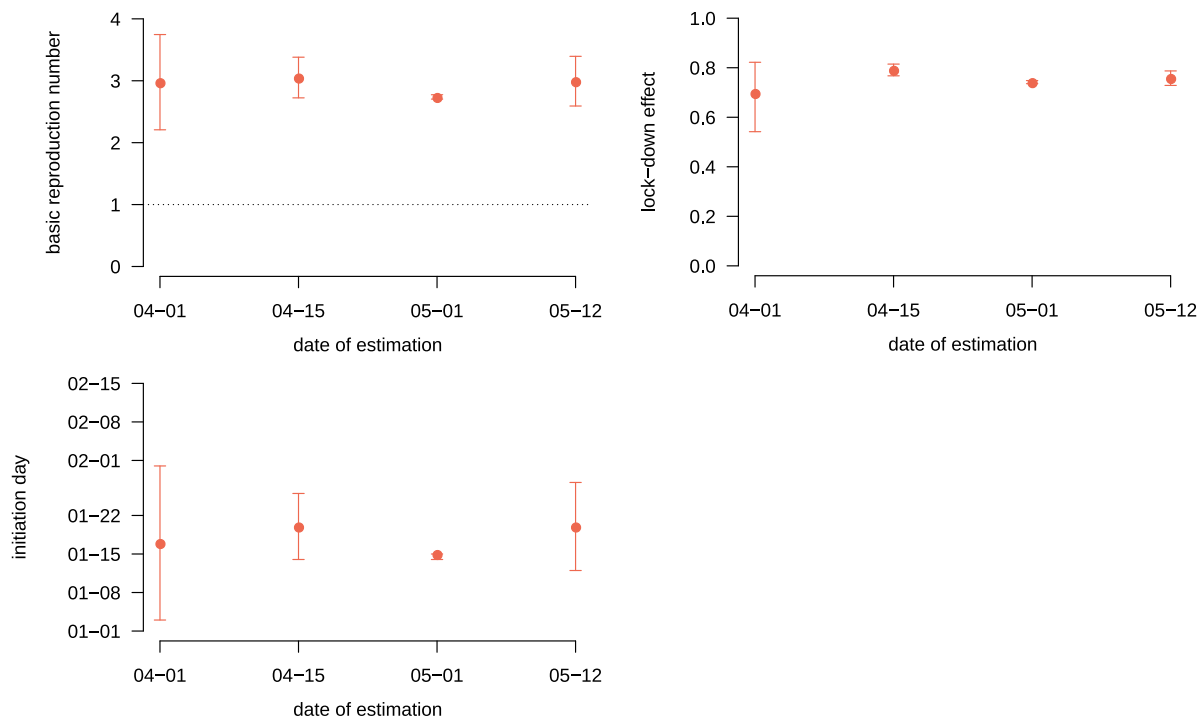 basic reproduction number
4
3
2
1
0
04−01 04−15 05−01 05−12
date of estimation
lock−down effect
1.0
0.8
0.6
0.4
0.2
0.0
04−01 04−15 05−01 05−12
date of estimation
initiation day
02−15
02−08
02−01
01−22
01−15
01−08
01−01
04−01 04−15 05−01 05−12
date of estimation